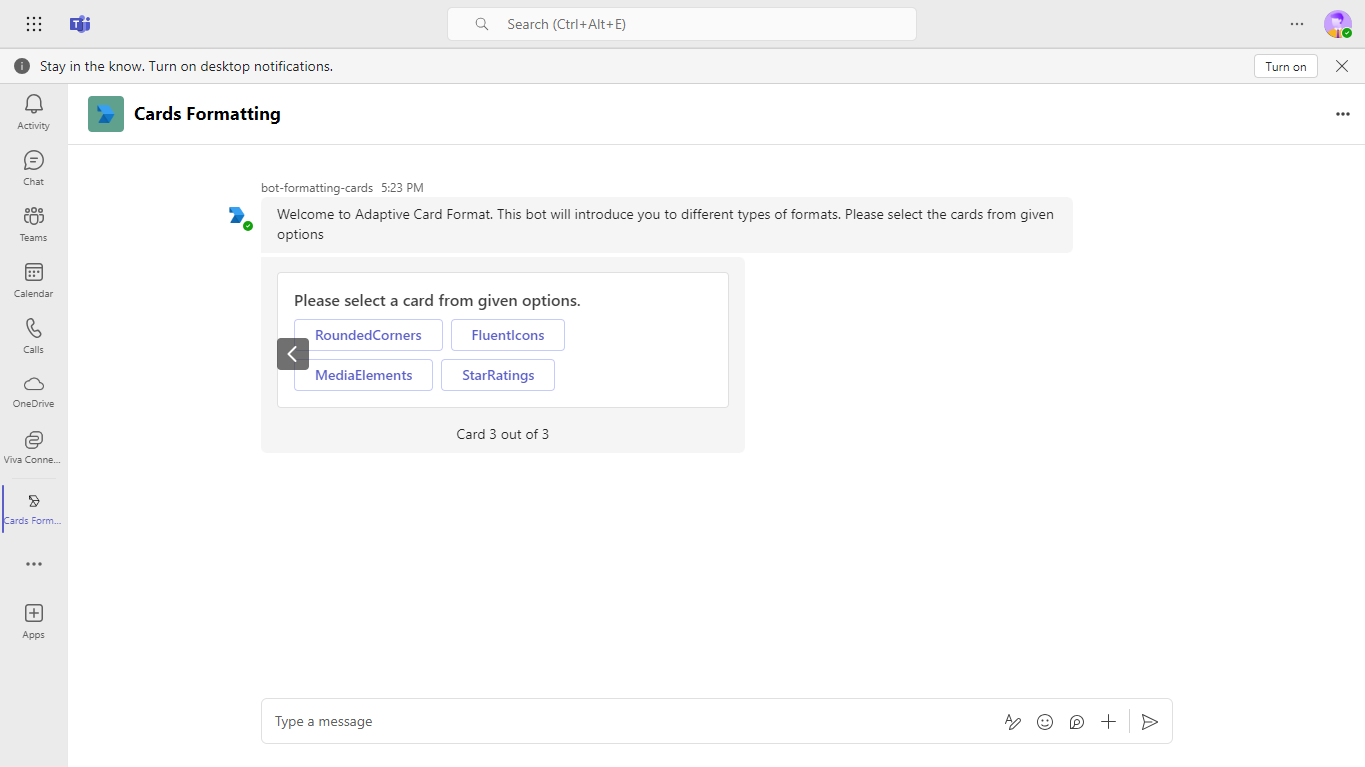 Search (Ctrl+Alt+E)
Stay in the know. Turn on desktop notifications.
Turn on
Activity
Chat
Teams
Calendar
Calls
OneDrive
Viva Conne...
Cards Form...
Apps
Cards Formatting
bot-formatting-cards 5:23 PM
Welcome to Adaptive Card Format. This bot will introduce you to different types of formats. Please select the cards from given
options
Please select a card from given options.
RoundedCorners FluentIcons
MediaElements StarRatings
Card 3 out of 3
Type a message